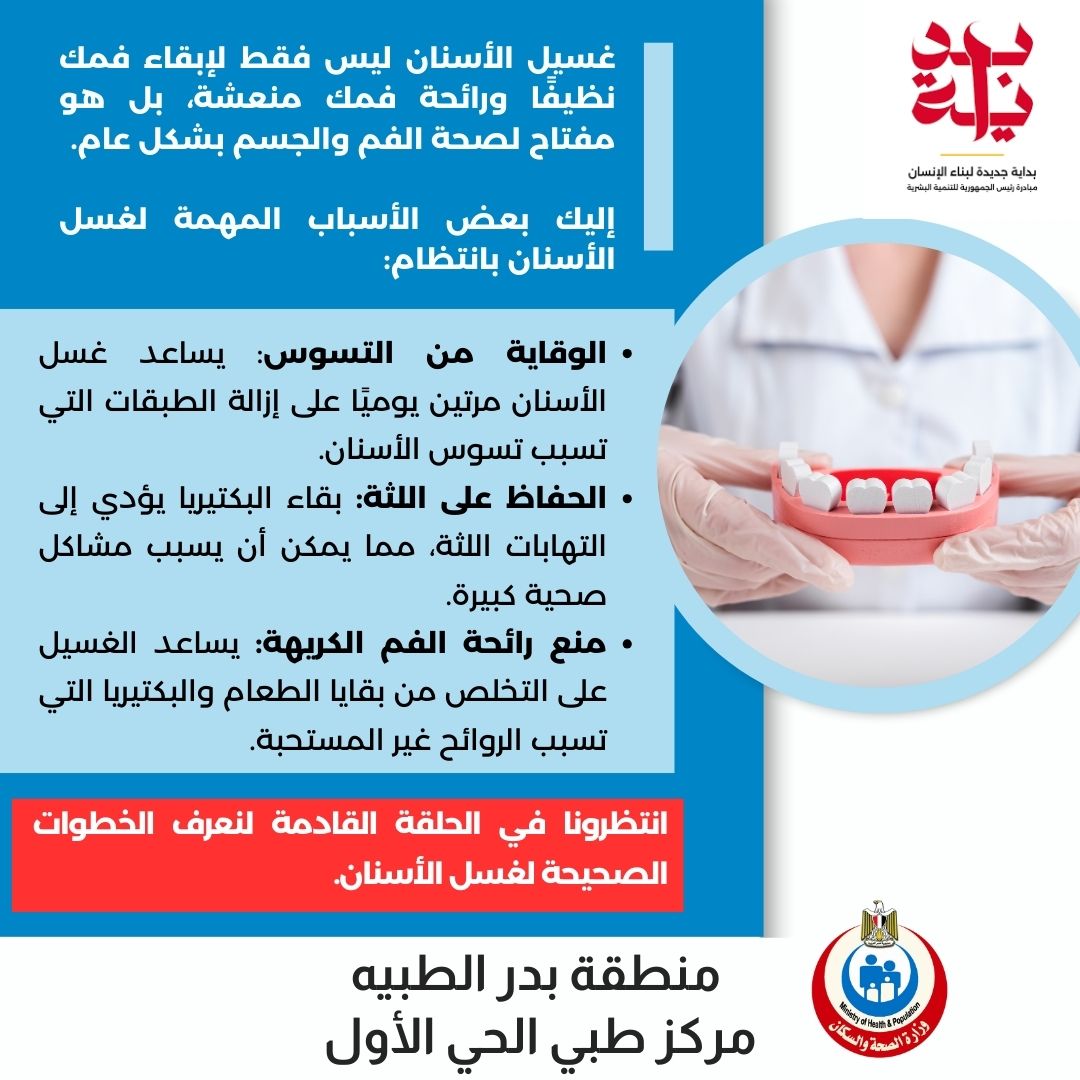 بداية
بداية جديدة لبناء الإنسان
مبادرة رئيس الجمهورية للتنمية البشرية
غسيل الأسنان ليس فقط لإبقاء فمك
نظيفًا ورائحة فمك منعشة، بل هو
مفتاح لصحة الفم والجسم بشكل عام.
إليك بعض الأسباب المهمة لغسل
الأسنان بانتظام:
• الوقاية من التسوس: يساعد غسل
الأسنان مرتين يوميًا على إزالة الطبقات التي
تسبب تسوس الأسنان.
• الحفاظ على اللثة: بقاء البكتيريا يؤدي إلى
التهابات اللثة، مما يمكن أن يسبب مشاكل
صحية كبيرة.
• منع رائحة الفم الكريهة: يساعد الغسيل
على التخلص من بقايا الطعام والبكتيريا التي
تسبب الروائح غير المستحبة.
انتظرونا في الحلقة القادمة لنعرف الخطوات
الصحيحة لغسل الأسنان.
منطقة بدر الطبيه
مركز طبي الحي الأول
Ministry of Health & Population
وزارة الصحة والسكان